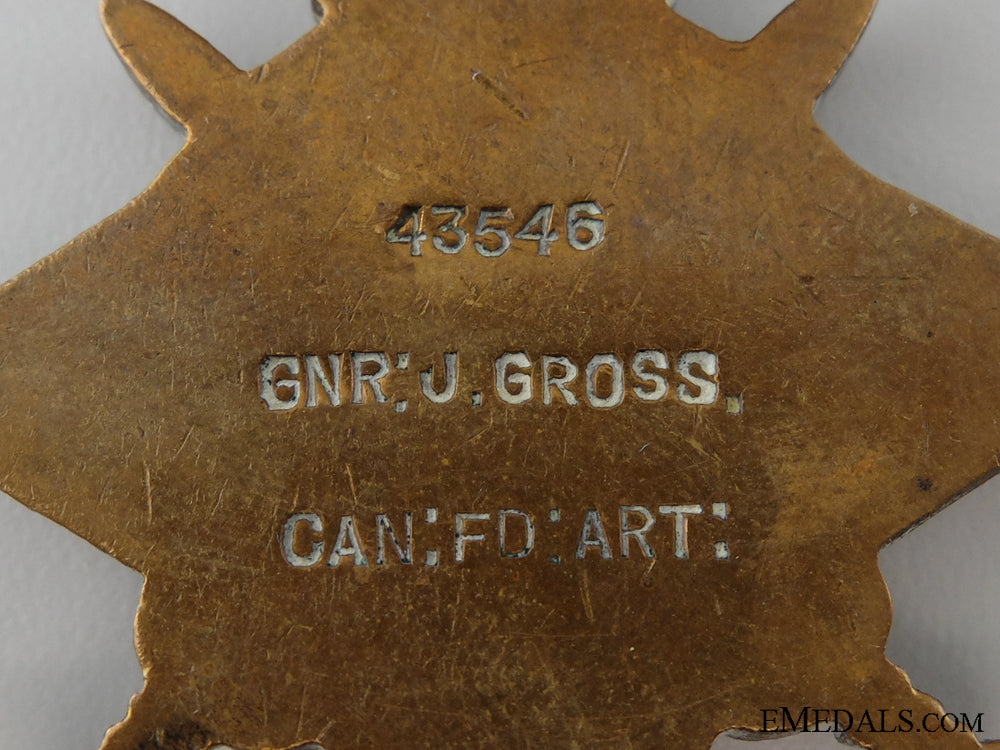 43546
GNR:J.GROSS.
CAN:FD:ART:
EMEDALS.COM